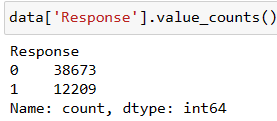 data['Response'].value_counts()
Response
0    38673
1    12209
Name: count, dtype: int64